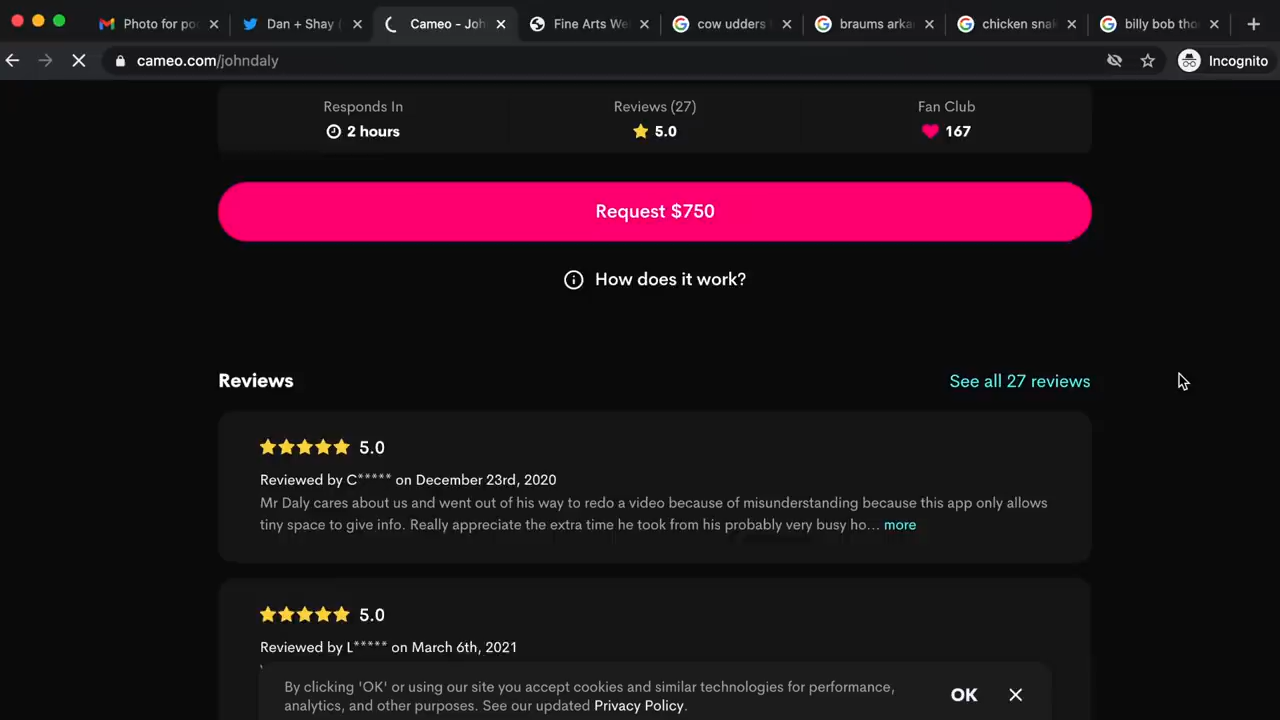 Photo for po
Dan + Shay (
Cameo - Joh
Fine Arts We
cow udders
braums arka
chicken snak
billy bob tho
cameo.com/johndaly
Incognito
Responds In
2 hours
Reviews (27)
5.0
Fan Club
167
Request $750
How does it work?
Reviews
See all 27 reviews
5.0
Reviewed by C***** on December 23rd, 2020
Mr Daly cares about us and went out of his way to redo a video because of misunderstanding because this app only allows
tiny space to give info. Really appreciate the extra time he took from his probably very busy ho... more
5.0
Reviewed by L***** on March 6th, 2021
By clicking 'OK' or using our site you accept cookies and similar technologies for performance,
analytics, and other purposes. See our updated Privacy Policy.
OK